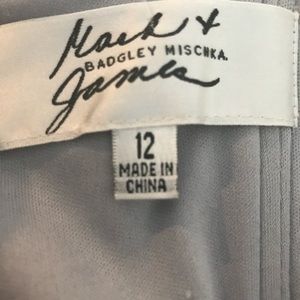 Mark +
BADGLEY MISCHKA.
James
12
MADE IN
CHINA